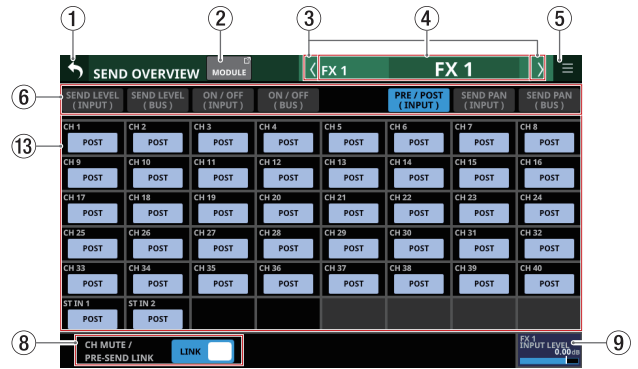 1 2 3 4 5
SEND OVERVIEW MODULE FX 1 FX 1
6
SEND LEVEL SEND LEVEL ON / OFF ON / OFF PRE / POST SEND PAN SEND PAN
( INPUT ) ( BUS ) ( INPUT ) ( BUS ) ( INPUT ) ( INPUT ) ( BUS )
13
CH 1 CH 2 CH 3 CH 4 CH 5 CH 6 CH 7 CH 8
POST POST POST POST POST POST POST POST
CH 9 CH 10 CH 11 CH 12 CH 13 CH 14 CH 15 CH 16
POST POST POST POST POST POST POST POST
CH 17 CH 18 CH 19 CH 20 CH 21 CH 22 CH 23 CH 24
POST POST POST POST POST POST POST POST
CH 25 CH 26 CH 27 CH 28 CH 29 CH 30 CH 31 CH 32
POST POST POST POST POST POST POST POST
CH 33 CH 34 CH 35 CH 36 CH 37 CH 38 CH 39 CH 40
POST POST POST POST POST POST POST POST
ST IN 1 ST IN 2
POST POST
8
CH MUTE /
PRE-SEND LINK LINK
FX 1
INPUT LEVEL
0.00 dB
9